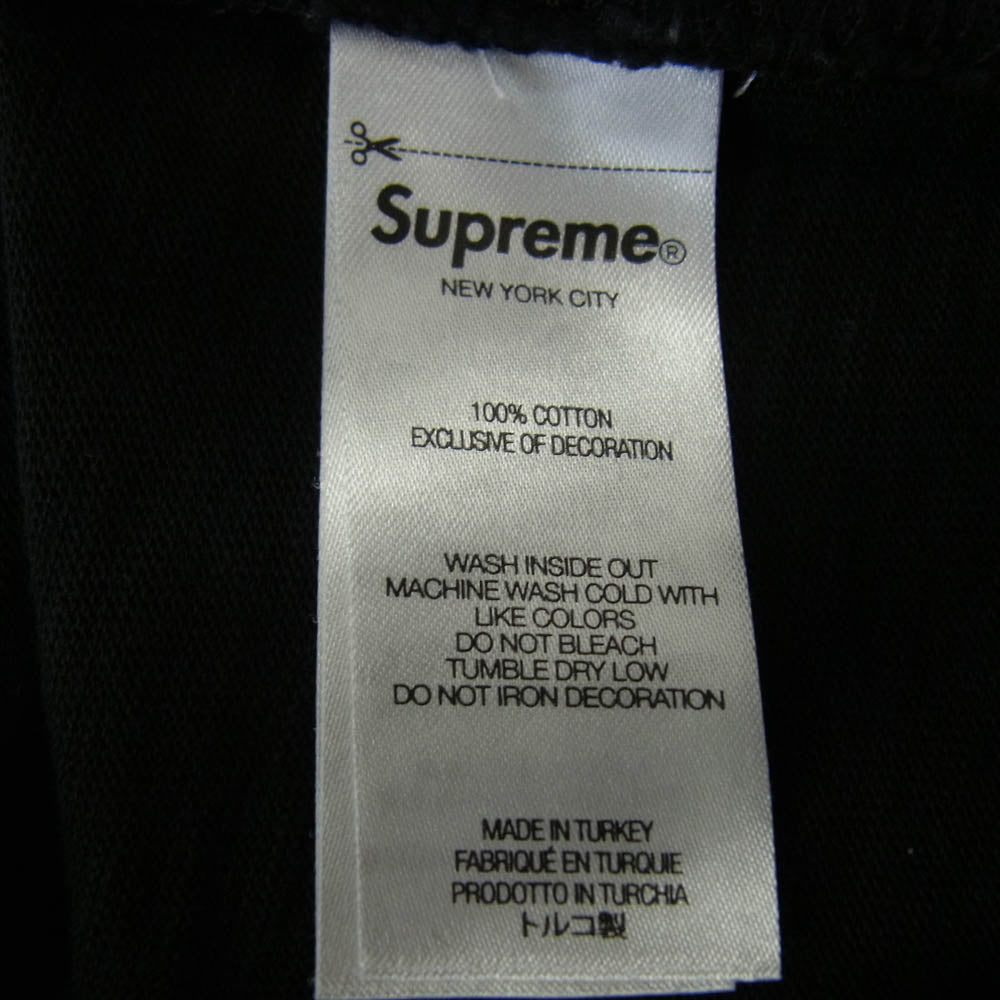 Supreme®
NEW YORK CITY
100% COTTON
EXCLUSIVE OF DECORATION
WASH INSIDE OUT
MACHINE WASH COLD WITH
LIKE COLORS
DO NOT BLEACH
TUMBLE DRY LOW
DO NOT IRON DECORATION
MADE IN TURKEY
FABRIQUÉ EN TURQUIE
PRODOTTO IN TURCHIA
トルコ製